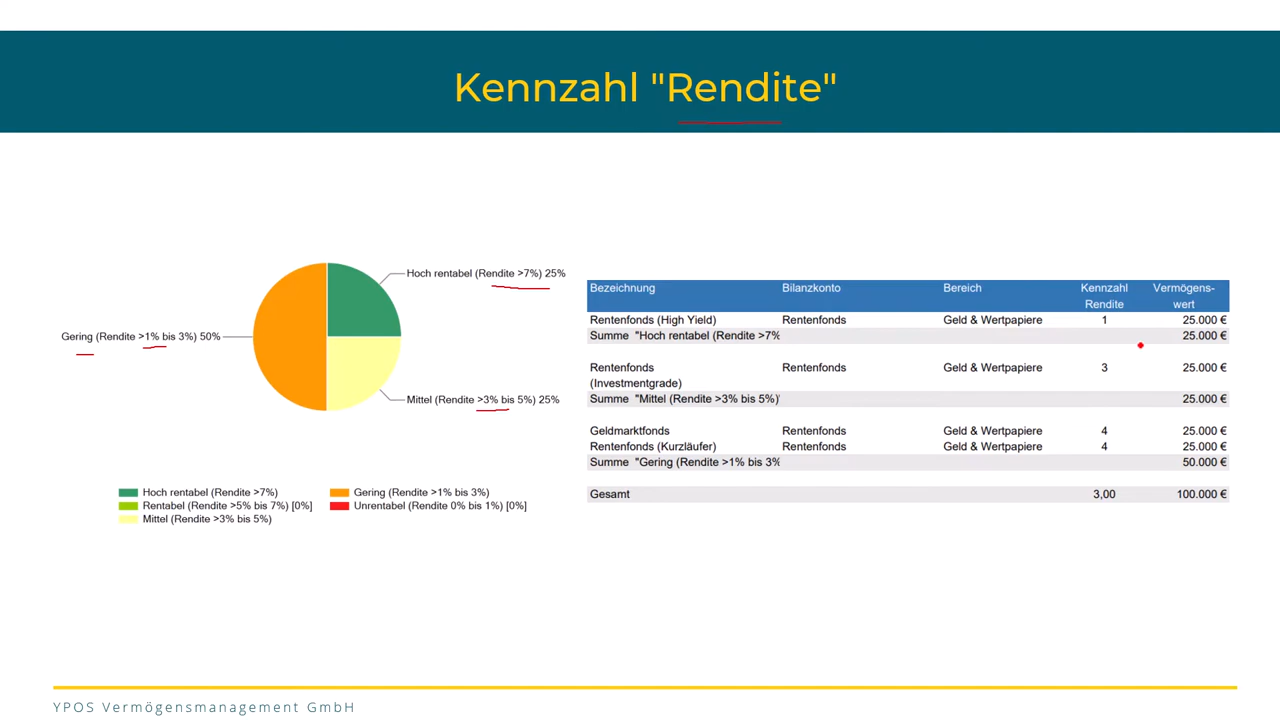 Kennzahl "Rendite"
Hoch rentabel (Rendite >7%) 25%
Gering (Rendite >1% bis 3%) 50%
Mittel (Rendite >3% bis 5%) 25%
Hoch rentabel (Rendite >7%)
Rentabel (Rendite >5% bis 7%) [0%]
Mittel (Rendite >3% bis 5%)
Gering (Rendite >1% bis 3%)
Unrentabel (Rendite 0% bis 1%) [0%]
Bezeichnung Bilanzkonto Bereich Kennzahl Vermögens-
Rendite wert
Rentenfonds (High Yield) Rentenfonds Geld & Wertpapiere 1 25.000 €
Summe "Hoch rentabel (Rendite >7% 25.000 €
Rentenfonds Rentenfonds Geld & Wertpapiere 3 25.000 €
(Investmentgrade)
Summe "Mittel (Rendite >3% bis 5%)' 25.000 €
Geldmarktfonds Rentenfonds Geld & Wertpapiere 4 25.000 €
Rentenfonds (Kurzläufer) Rentenfonds Geld & Wertpapiere 4 25.000 €
Summe "Gering (Rendite >1% bis 3% 50.000 €
Gesamt 3,00 100.000 €
YPOS Vermögensmanagement GmbH